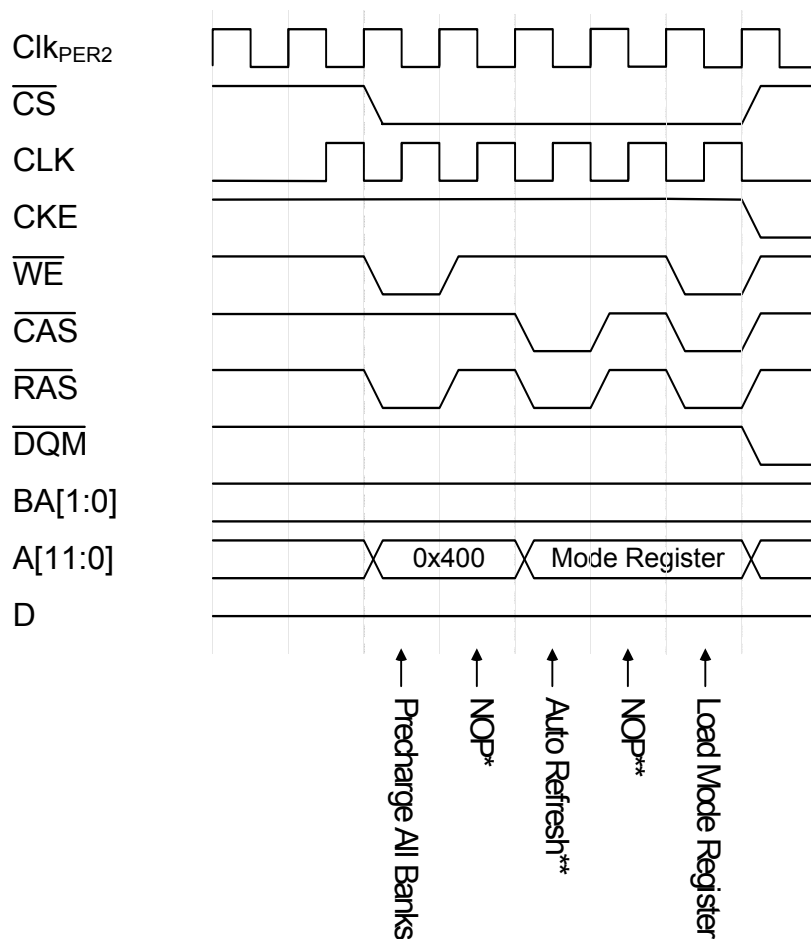 ClkPER2
CS
CLK
CKE
WE
CAS
RAS
DQM
BA[1:0]
A[11:0] 0x400 Mode Register
D
Precharge All Banks
NOP*
Auto Refresh**
NOP**
Load Mode Register